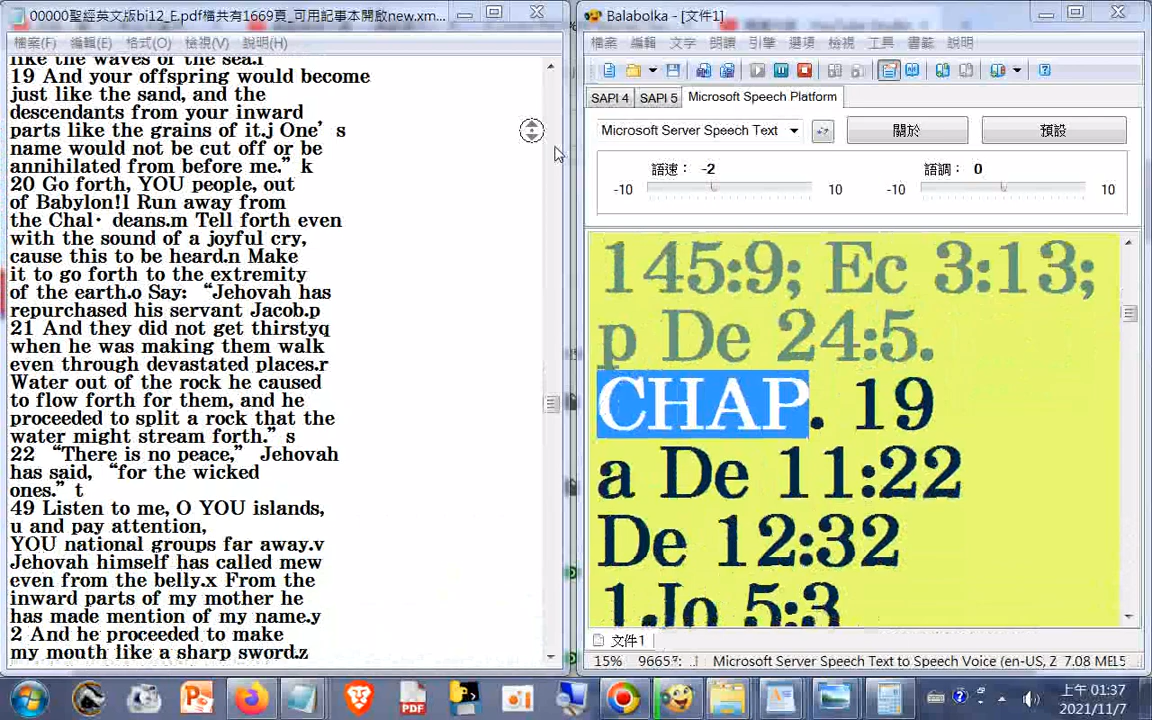 00000聖經英文版bi12_E.pdf檔共有1669頁_可用記事本開啟new.xm...
檔案(F) 編輯(E) 格式(O) 檢視(V) 說明(H)
like the waves of the sea.i
19 And your offspring would become
just like the sand, and the
descendants from your inward
parts like the grains of it.j One’s
name would not be cut off or be
annihilated from before me.” k
20 Go forth, YOU people, out
of Babylon!l Run away from
the Chal· deans.m Tell forth even
with the sound of a joyful cry,
cause this to be heard.n Make
it to go forth to the extremity
of the earth.o Say: “Jehovah has
repurchased his servant Jacob.p
21 And they did not get thirstyq
when he was making them walk
even through devastated places.r
Water out of the rock he caused
to flow forth for them, and he
proceeded to split a rock that the
water might stream forth.” s
22 “There is no peace,” Jehovah
has said, “for the wicked
ones.” t
49 Listen to me, O YOU islands,
u and pay attention,
YOU national groups far away.v
Jehovah himself has called mew
even from the belly.x From the
inward parts of my mother he
has made mention of my name.y
2 And he proceeded to make
my mouth like a sharp sword.z
Balabolka - [文件1]
檔案 編輯 文字 朗讀 引擎 選項 檢視 工具 書籤 說明
SAPI 4 SAPI 5 Microsoft Speech Platform
Microsoft Server Speech Text 關於 預設
語速: -2 語調: 0
-10 10 -10 10
145:9; Ec 3:13;
p De 24:5.
CHAP. 19
a De 11:22
De 12:32
1Jo 5:3
文件1
15% Microsoft Server Speech Text to Speech Voice (en-US, Z 7.08 ME
上午 01:37
2021/11/7